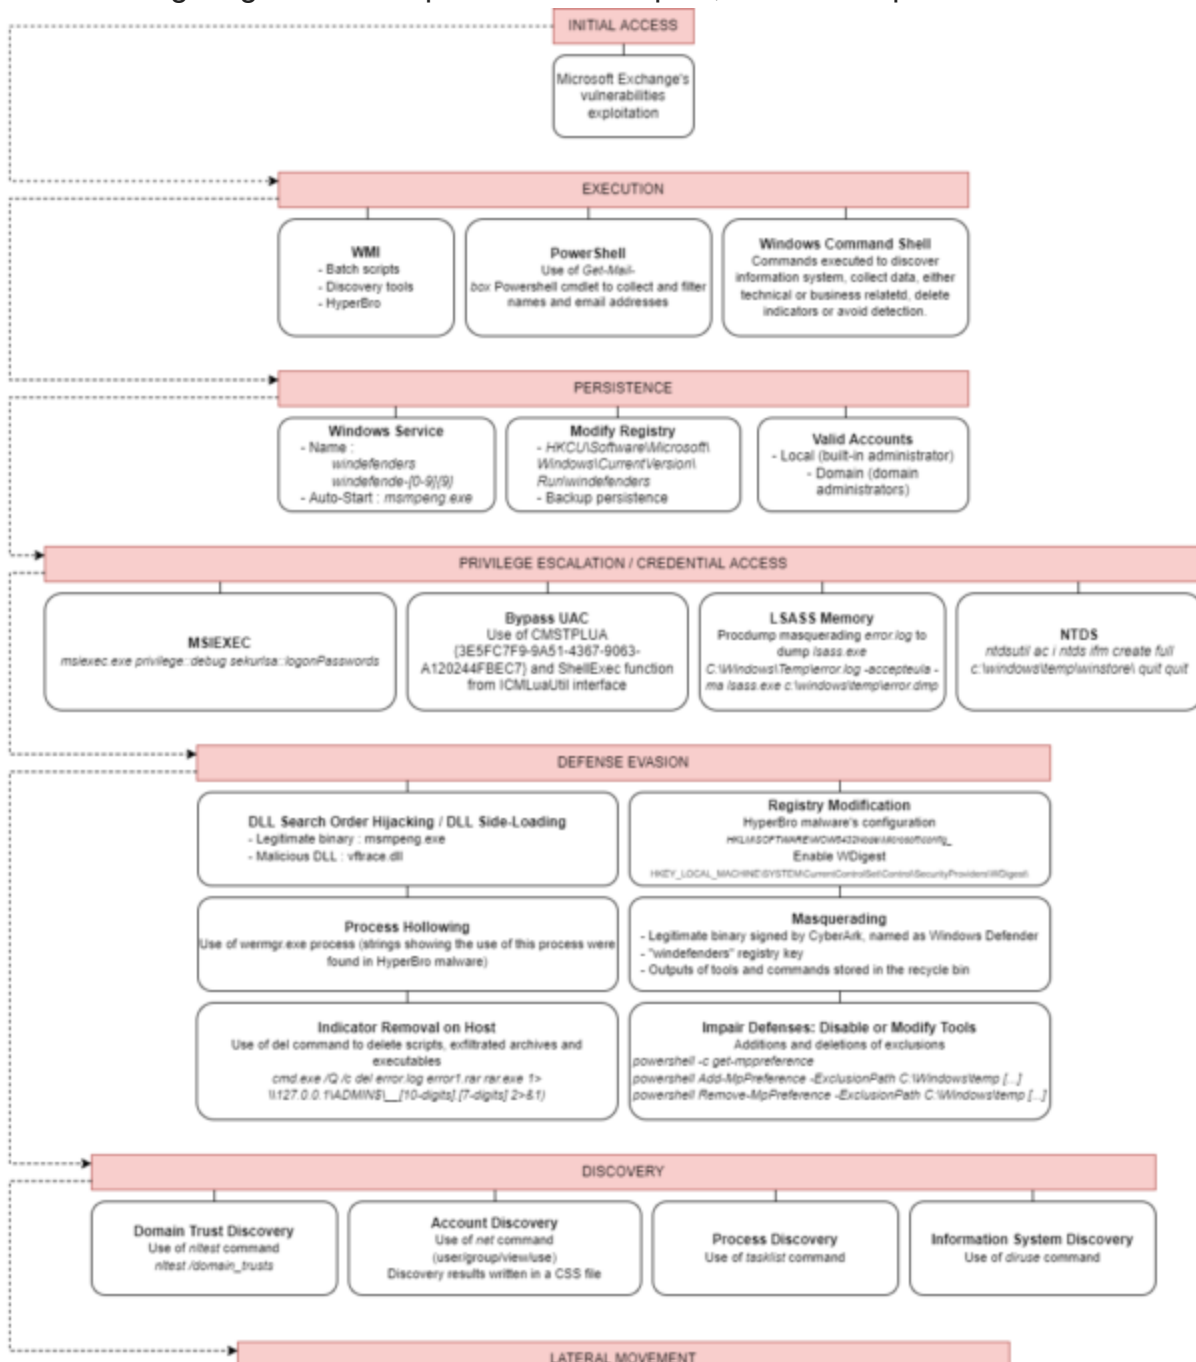 INITIAL ACCESS
Microsoft Exchange's
vulnerabilities
exploitation
EXECUTION
WMI
- Batch scripts
- Discovery tools
- HyperBro
PowerShell
Use of Get-Mail-
box Powershell cmdlet to collect and filter
names and email addresses
Windows Command Shell
Commands executed to discover
information system, collect data, either
technical or business relatetd, delete
indicators or avoid detection.
PERSISTENCE
Windows Service
- Name :
windefenders
windefende-[0-9]{9}
- Auto-Start : msmpeng.exe
Modify Registry
- HKCU\Software\Microsoft\
Windows\CurrentVersion\
Run\windefenders
- Backup persistence
Valid Accounts
- Local (built-in administrator)
- Domain (domain
administrators)
PRIVILEGE ESCALATION / CREDENTIAL ACCESS
MSIEXEC
msiexec.exe privilege::debug sekurlsa::logonPasswords
Bypass UAC
Use of CMSTPLUA
{3E5FC7F9-9A51-4367-9063-
A120244FBEC7} and ShellExec function
from ICMLuaUtil interface
LSASS Memory
Procdump masquerading error.log to
dump lsass.exe
C:\Windows\Temp\error.log -accepteula -
ma lsass.exe c:\windows\temp\error.dmp
NTDS
ntdsutil ac i ntds ifm create full
c:\windows\temp\winstore\ quit quit
DEFENSE EVASION
DLL Search Order Hijacking / DLL Side-Loading
- Legitimate binary : msmpeng.exe
- Malicious DLL : vftrace.dll
Registry Modification
HyperBro malware's configuration
HKLM\SOFTWARE\WOW6432Node\Microsoft\config_
Enable WDigest
HKEY_LOCAL_MACHINE\SYSTEM\CurrentControlSet\Control\SecurityProviders\WDigest\
Process Hollowing
Use of wermgr.exe process (strings showing the use of this process were
found in HyperBro malware)
Masquerading
- Legitimate binary signed by CyberArk, named as Windows Defender
- "windefenders" registry key
- Outputs of tools and commands stored in the recycle bin
Indicator Removal on Host
Use of del command to delete scripts, exfiltrated archives and
executables
cmd.exe /Q /c del error.log error1.rar rar.exe 1>
\\127.0.0.1\ADMIN$\__[10-digits].[7-digits] 2>&1)
Impair Defenses: Disable or Modify Tools
Additions and deletions of exclusions
powershell -c get-mppreference
powershell Add-MpPreference -ExclusionPath C:\Windows\temp [...]
powershell Remove-MpPreference -ExclusionPath C:\Windows\temp [...]
DISCOVERY
Domain Trust Discovery
Use of nltest command
nltest /domain_trusts
Account Discovery
Use of net command
(user/group/view/use)
Discovery results written in a CSS file
Process Discovery
Use of tasklist command
Information System Discovery
Use of diruse command
LATERAL MOVEMENT